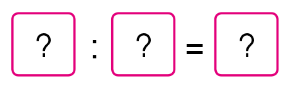 ? : ? = ?